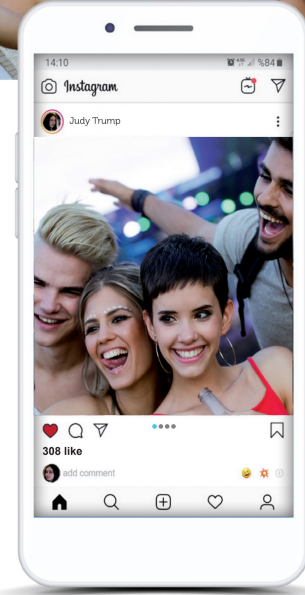 14:10 %84
Instagram
Judy Trump
308 like
add comment